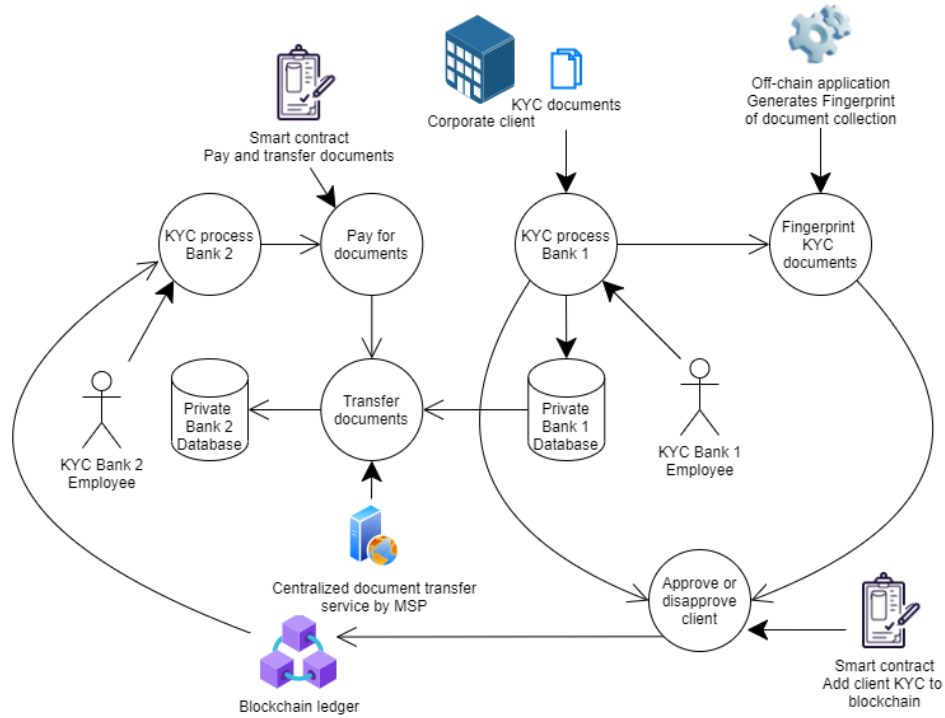 Smart contract
Pay and transfer documents
KYC documents
Corporate client
Off-chain application
Generates Fingerprint
of document collection
KYC process
Bank 2
Pay for
documents
KYC process
Bank 1
Fingerprint
KYC
documents
KYC Bank 2
Employee
Private
Bank 2
Database
Transfer
documents
Private
Bank 1
Database
KYC Bank 1
Employee
Centralized document transfer
service by MSP
Approve or
disapprove
client
Smart contract
Add client KYC to
blockchain
Blockchain ledger